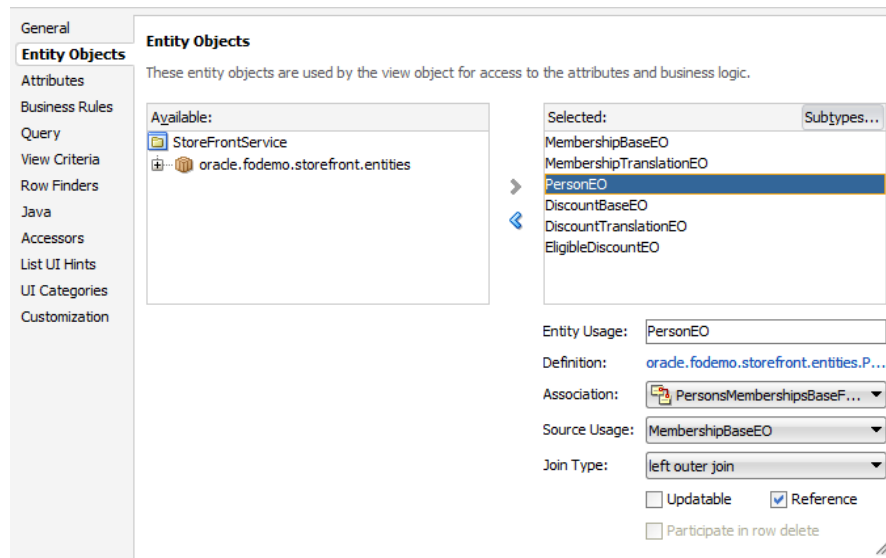 General
Entity Objects
Attributes
Business Rules
Query
View Criteria
Row Finders
Java
Accessors
List UI Hints
UI Categories
Customization
Entity Objects
These entity objects are used by the view object for access to the attributes and business logic.
Available:
StoreFrontService
oracle.fodemo.storefront.entities
Selected:
Subtypes...
MembershipBaseEO
MembershipTranslationEO
PersonEO
DiscountBaseEO
DiscountTranslationEO
EligibleDiscountEO
Entity Usage: PersonEO
Definition: oracle.fodemo.storefront.entities.P...
Association: PersonsMembershipsBaseF...
Source Usage: MembershipBaseEO
Join Type: left outer join
Updatable Reference
Participate in row delete